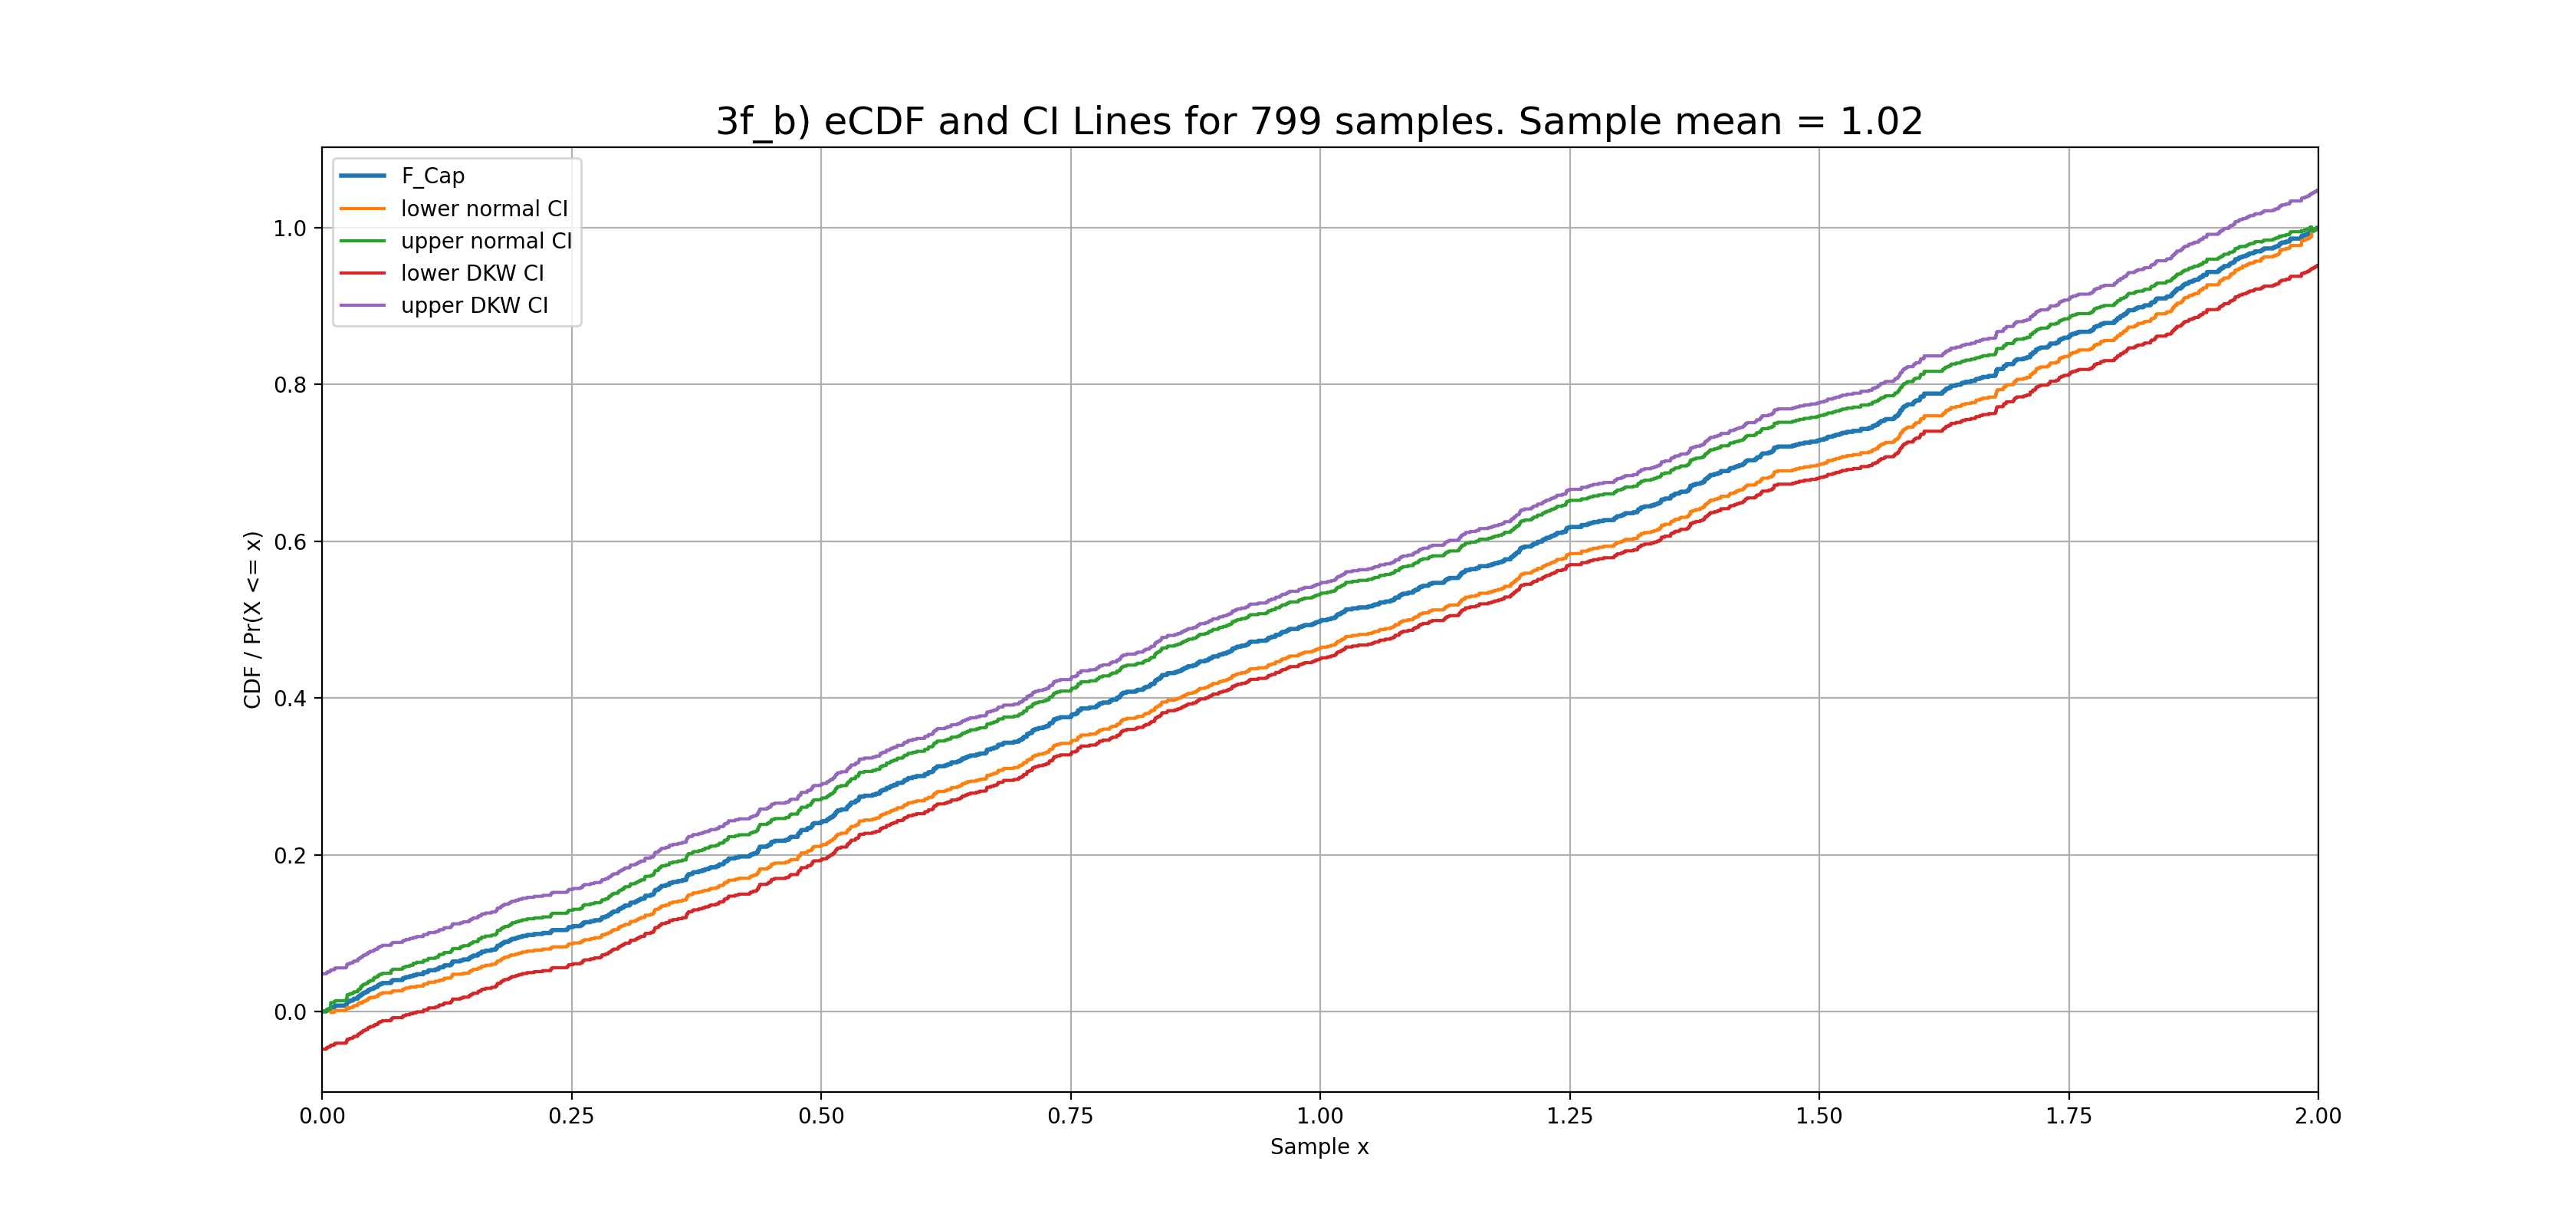 3f_b) eCDF and CI Lines for 799 samples. Sample mean = 1.02
F_Cap
lower normal CI
upper normal CI
lower DKW CI
upper DKW CI
CDF / Pr(X <= x)
1.0
0.8
0.6
0.4
0.2
0.0
0.00 0.25 0.50 0.75 1.00 1.25 1.50 1.75 2.00
Sample x